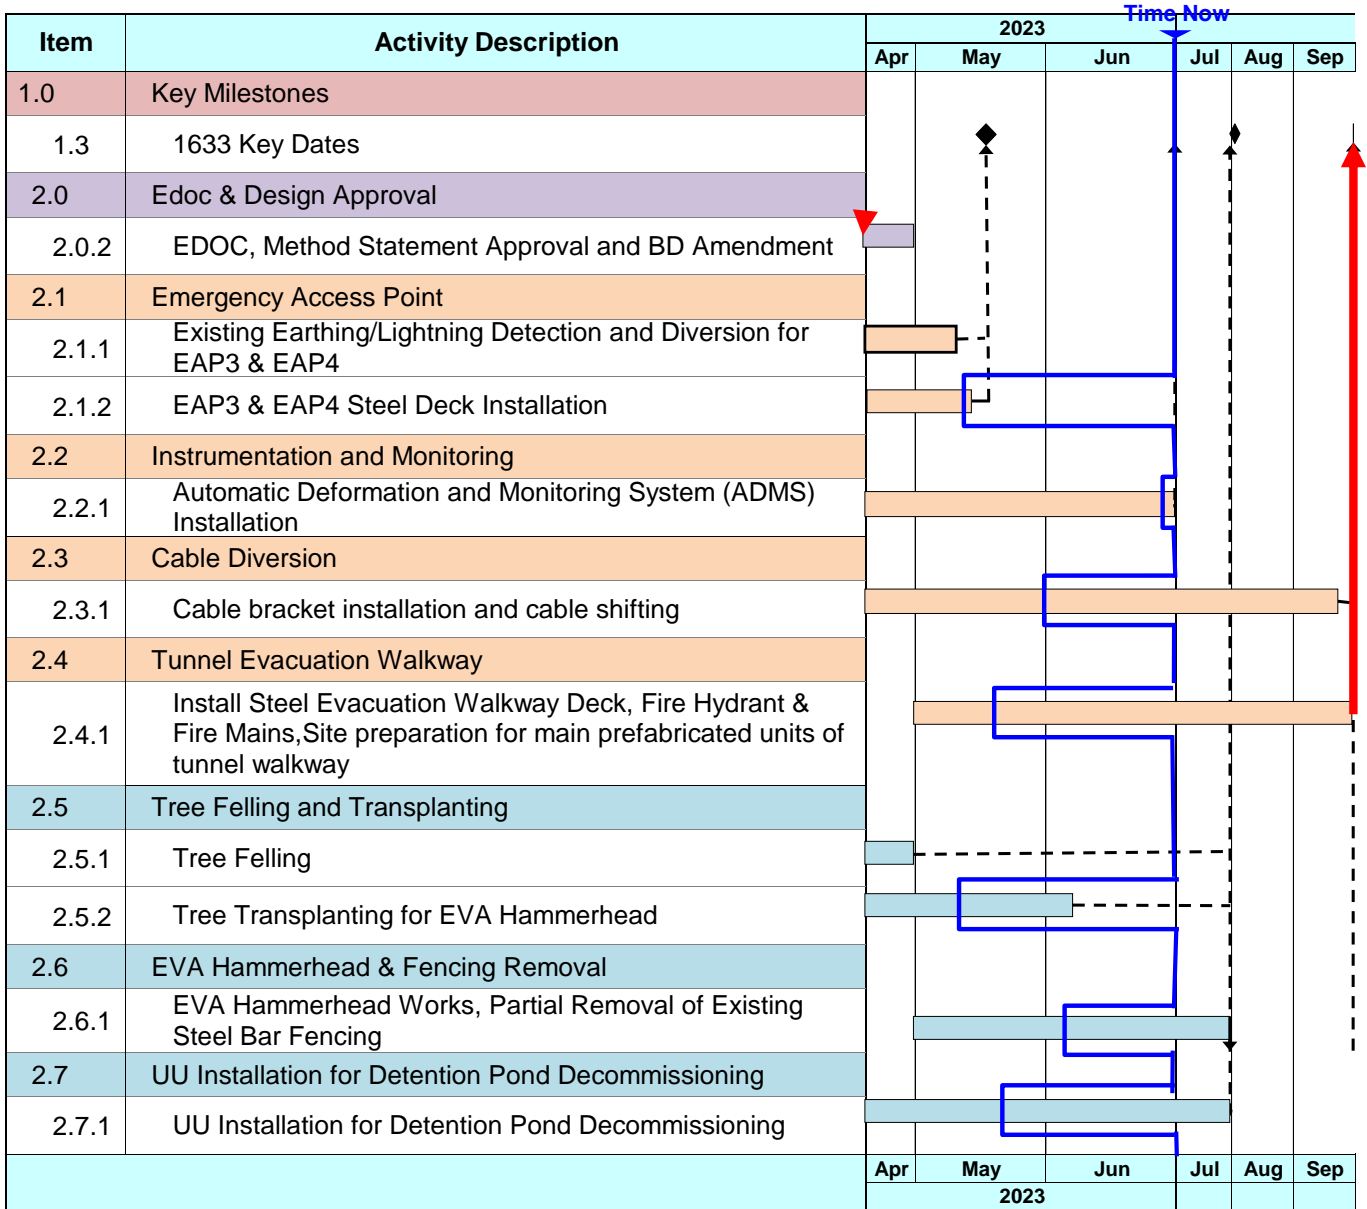 Time Now
2023
Item
Activity Description
Apr
May
Jun
Jul
Aug
Sep
1.0
Key Milestones
1.3
1633 Key Dates
2.0
Edoc & Design Approval
2.0.2
EDOC, Method Statement Approval and BD Amendment
2.1
Emergency Access Point
2.1.1
Existing Earthing/Lightning Detection and Diversion for
EAP3 & EAP4
2.1.2
EAP3 & EAP4 Steel Deck Installation
2.2
Instrumentation and Monitoring
2.2.1
Automatic Deformation and Monitoring System (ADMS)
Installation
2.3
Cable Diversion
2.3.1
Cable bracket installation and cable shifting
2.4
Tunnel Evacuation Walkway
2.4.1
Install Steel Evacuation Walkway Deck, Fire Hydrant &
Fire Mains,Site preparation for main prefabricated units of
tunnel walkway
2.5
Tree Felling and Transplanting
2.5.1
Tree Felling
2.5.2
Tree Transplanting for EVA Hammerhead
2.6
EVA Hammerhead & Fencing Removal
2.6.1
EVA Hammerhead Works, Partial Removal of Existing
Steel Bar Fencing
2.7
UU Installation for Detention Pond Decommissioning
2.7.1
UU Installation for Detention Pond Decommissioning
Apr
May
Jun
Jul
Aug
Sep
2023